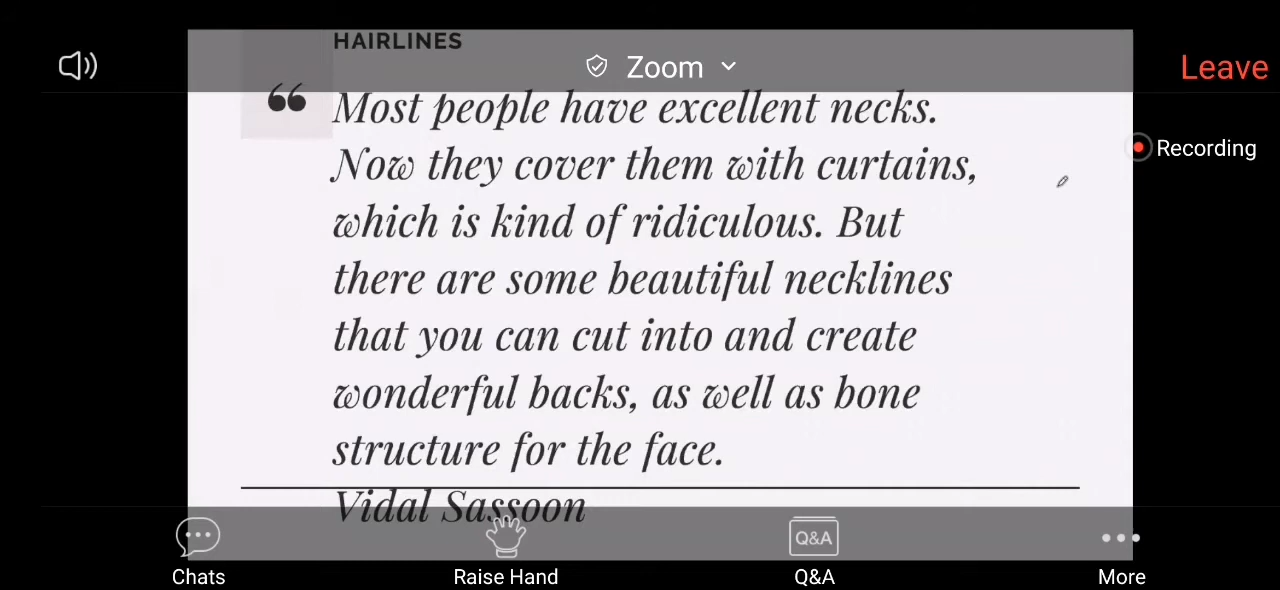 HAIRLINES
Zoom
Leave
Recording
❝ Most people have excellent necks.
Now they cover them with curtains,
which is kind of ridiculous. But
there are some beautiful necklines
that you can cut into and create
wonderful backs, as well as bone
structure for the face.
Vidal Sassoon
Q&A
Chats
Raise Hand
Q&A
More